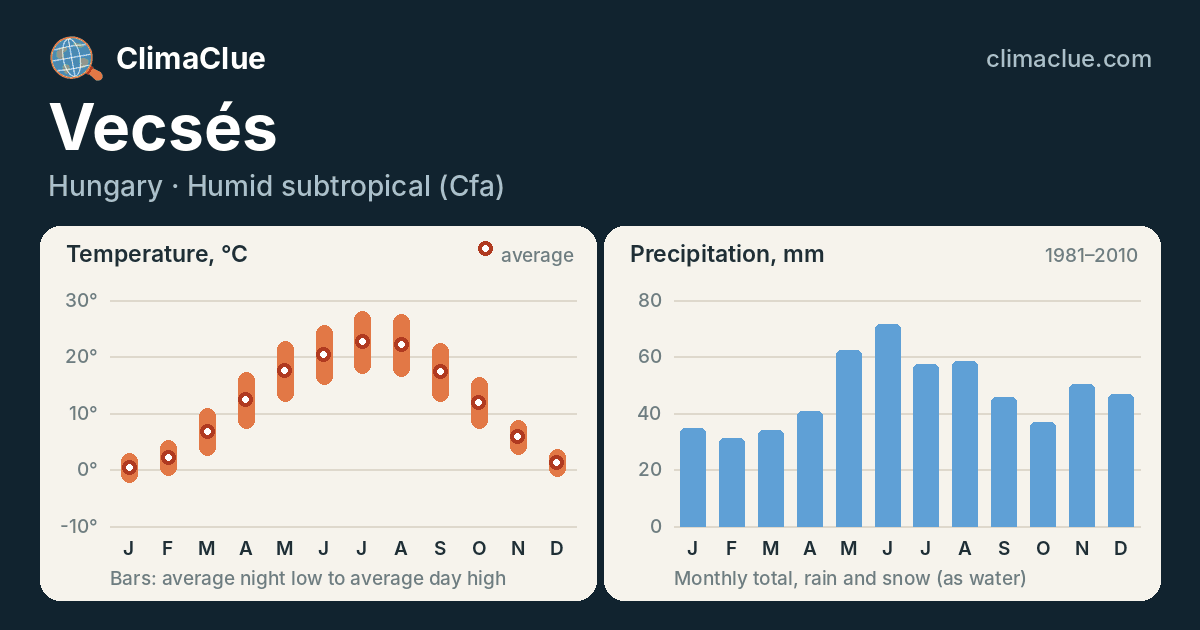 ClimaClue
climaclue.com
Vecsés
Hungary · Humid subtropical (Cfa)
Temperature, °C
average
30°
20°
10°
0°
-10°
J F M A M J J A S O N D
Bars: average night low to average day high
Precipitation, mm
1981–2010
80
60
40
20
0
J F M A M J J A S O N D
Monthly total, rain and snow (as water)